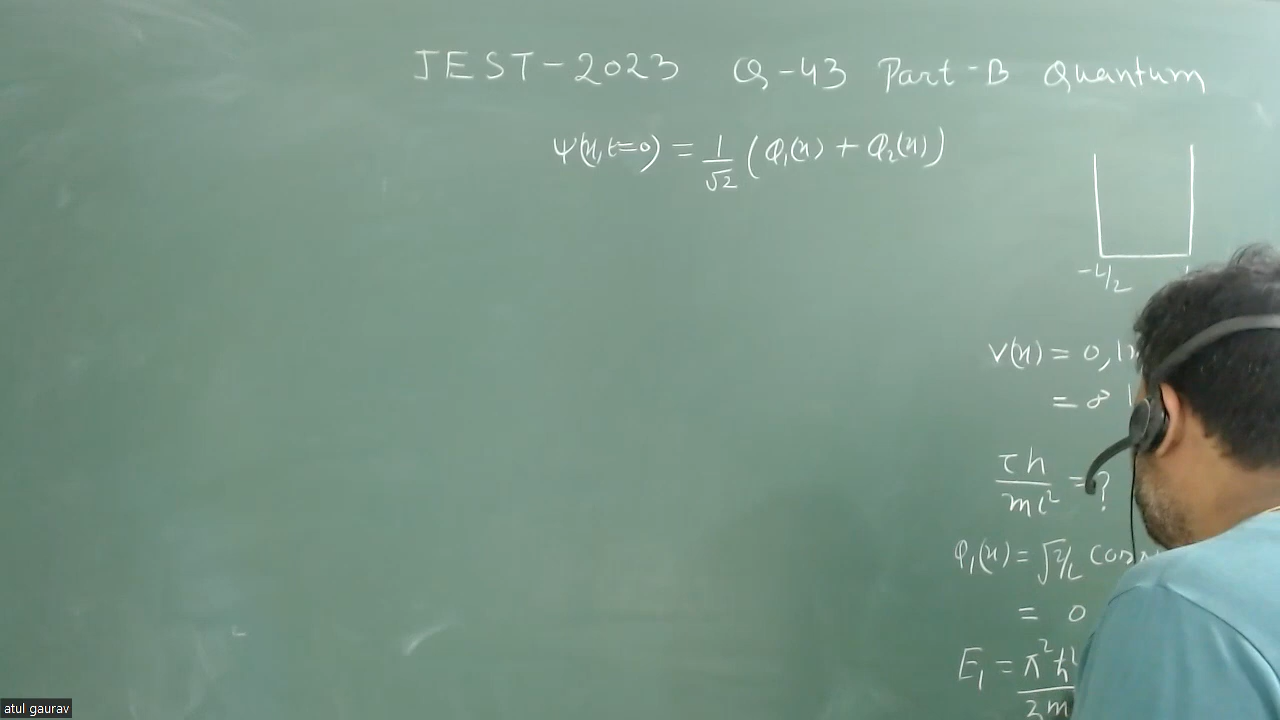 JEST-2023 Q-43 Part-B Quantum
Ψ(x,t=0) = 1/√2 (φ₁(x) + φ₂(x))
-L/2
V(x) = 0, |x
= ∞ |
τh/mL² = ?
φ₁(x) = √2/L cos
= 0
E₁ = π²ħ²/2m
atul gaurav